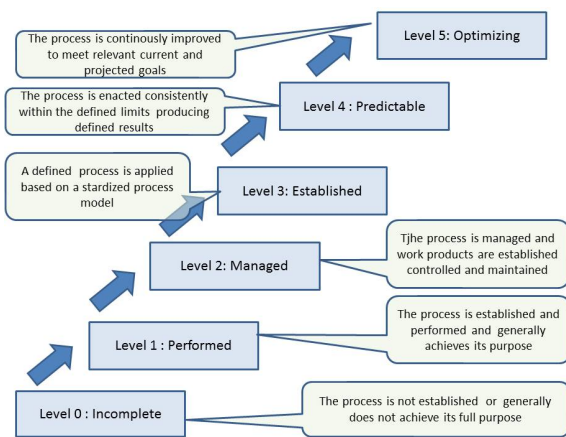 The process is continously improved
to meet relevant current and
projected goals
Level 5: Optimizing
The process is enacted consistently
within the defined limits producing
defined results
Level 4 : Predictable
A defined process is applied
based on a stardized process
model
Level 3: Established
Tjhe process is managed and
work products are established
controlled and maintained
Level 2: Managed
The process is established and
performed and generally
achieves its purpose
Level 1 : Performed
The process is not established or generally
does not achieve its full purpose
Level 0 : Incomplete